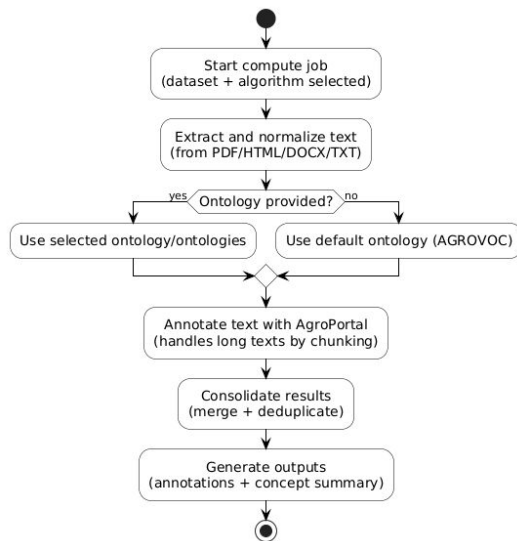 Start compute job
(dataset + algorithm selected)
Extract and normalize text
(from PDF/HTML/DOCX/TXT)
yes
Ontology provided?
no
Use selected ontology/ontologies
Use default ontology (AGROVOC)
Annotate text with AgroPortal
(handles long texts by chunking)
Consolidate results
(merge + deduplicate)
Generate outputs
(annotations + concept summary)